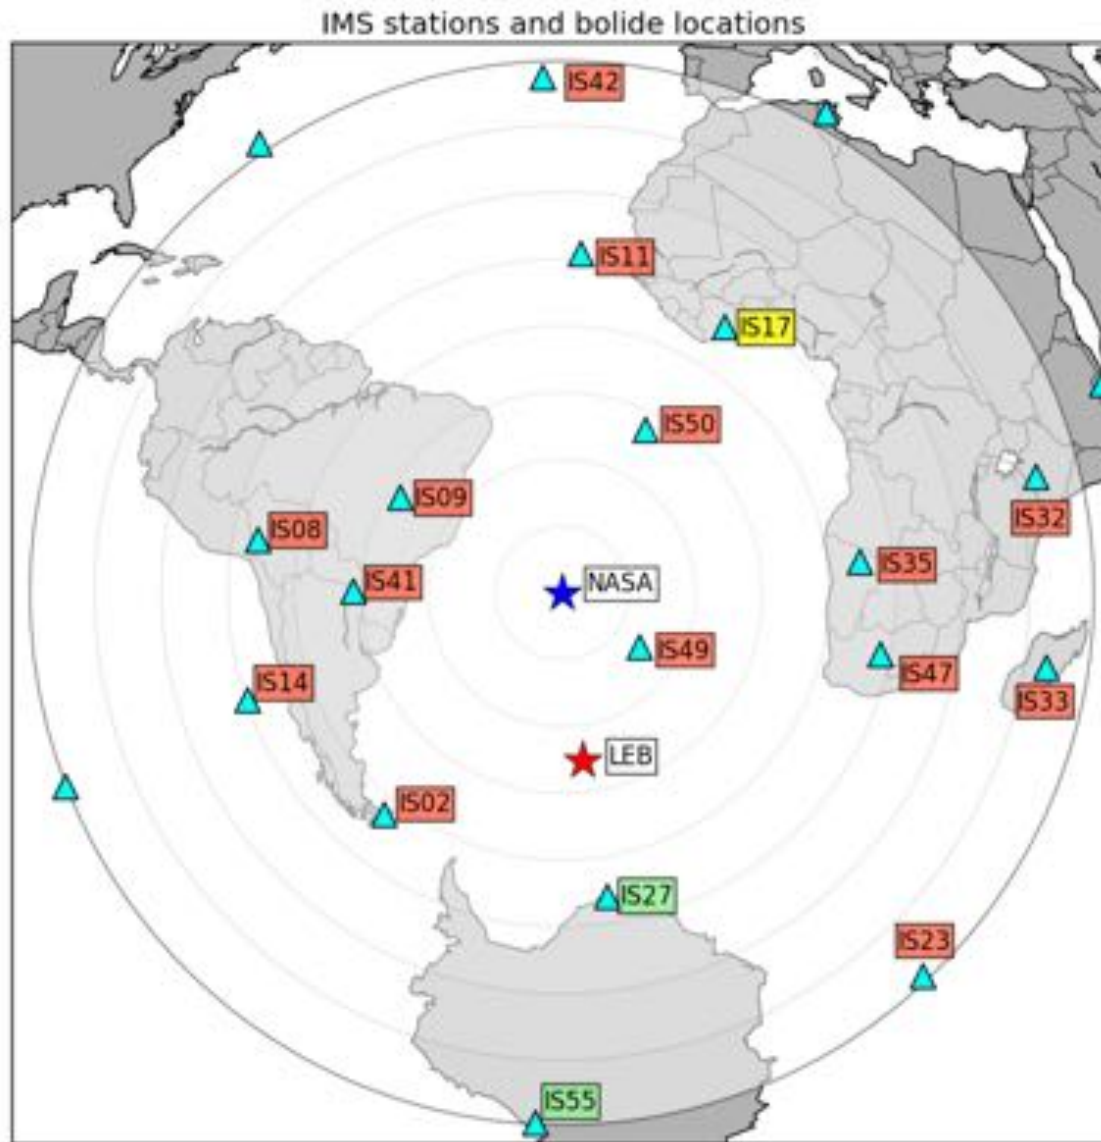 IMS stations and bolide locations
IS42
IS11
IS17
IS50
IS09
IS08
IS32
IS35
IS41
NASA
IS49
IS47
IS14
IS33
LEB
IS02
IS27
IS23
IS55